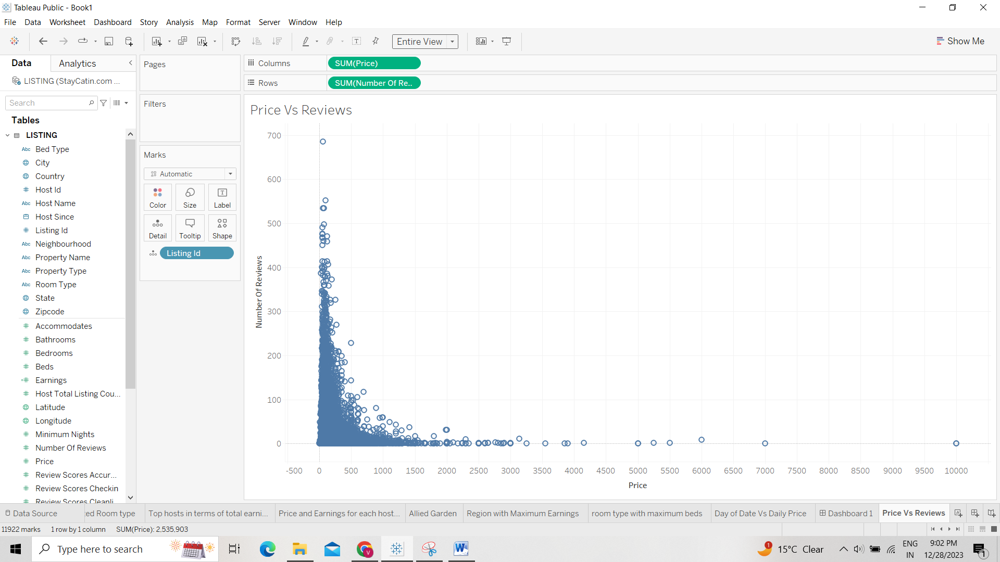 Tableau Public - Book1
File Data Worksheet Dashboard Story Analysis Map Format Server Window Help
Entire View
Show Me
Data Analytics
LISTING (StayCatin.com ...
Search
Tables
LISTING
Abc Bed Type
City
Country
Host Id
Abc Host Name
Host Since
Listing Id
Abc Neighbourhood
Abc Property Name
Abc Property Type
Abc Room Type
State
Zipcode
Accommodates
Bathrooms
Bedrooms
Beds
Earnings
Host Total Listing Cou...
Latitude
Longitude
Minimum Nights
Number Of Reviews
Price
Review Scores Accur...
Review Scores Checkin
Review Scores Cleanli
Pages
Filters
Marks
Automatic
Color Size Label
Detail Tooltip Shape
Listing Id
Columns SUM(Price)
Rows SUM(Number Of Re..
Price Vs Reviews
Number Of Reviews
700
600
500
400
300
200
100
0
-500 0 500 1000 1500 2000 2500 3000 3500 4000 4500 5000 5500 6000 6500 7000 7500 8000 8500 9000 9500 10000
Price
Data Source ed Room type Top hosts in terms of total earni... Price and Earnings for each host... Allied Garden Region with Maximum Earnings room type with maximum beds Day of Date Vs Daily Price Dashboard 1 Price Vs Reviews
11922 marks 1 row by 1 column SUM(Price): 2,535,903
Type here to search
V
W
1
15°C Clear
ENG
IN
9:02 PM
12/28/2023
1